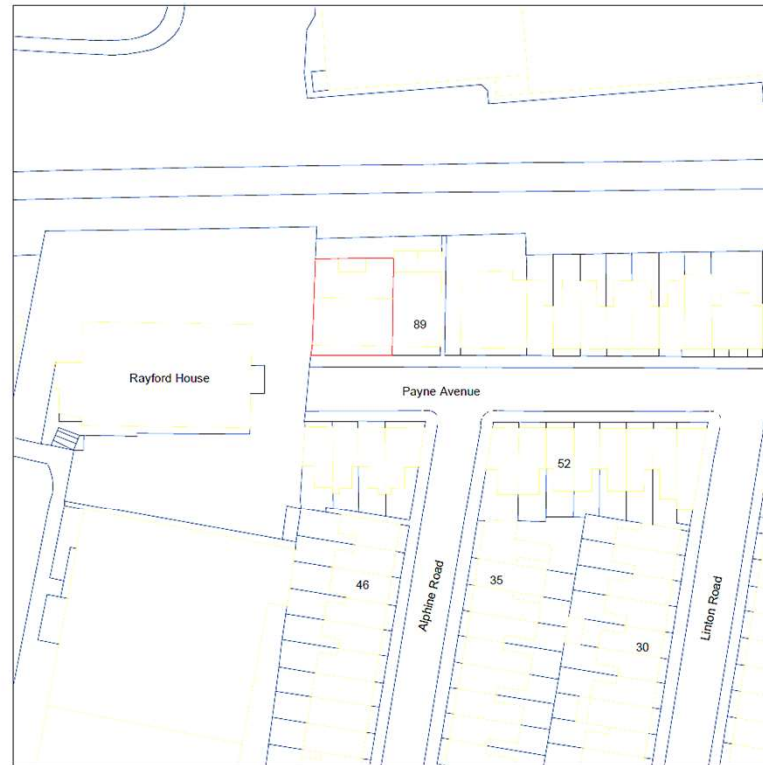 89
Rayford House
Payne Avenue
52
46
Alphine Road
35
Linton Road
30